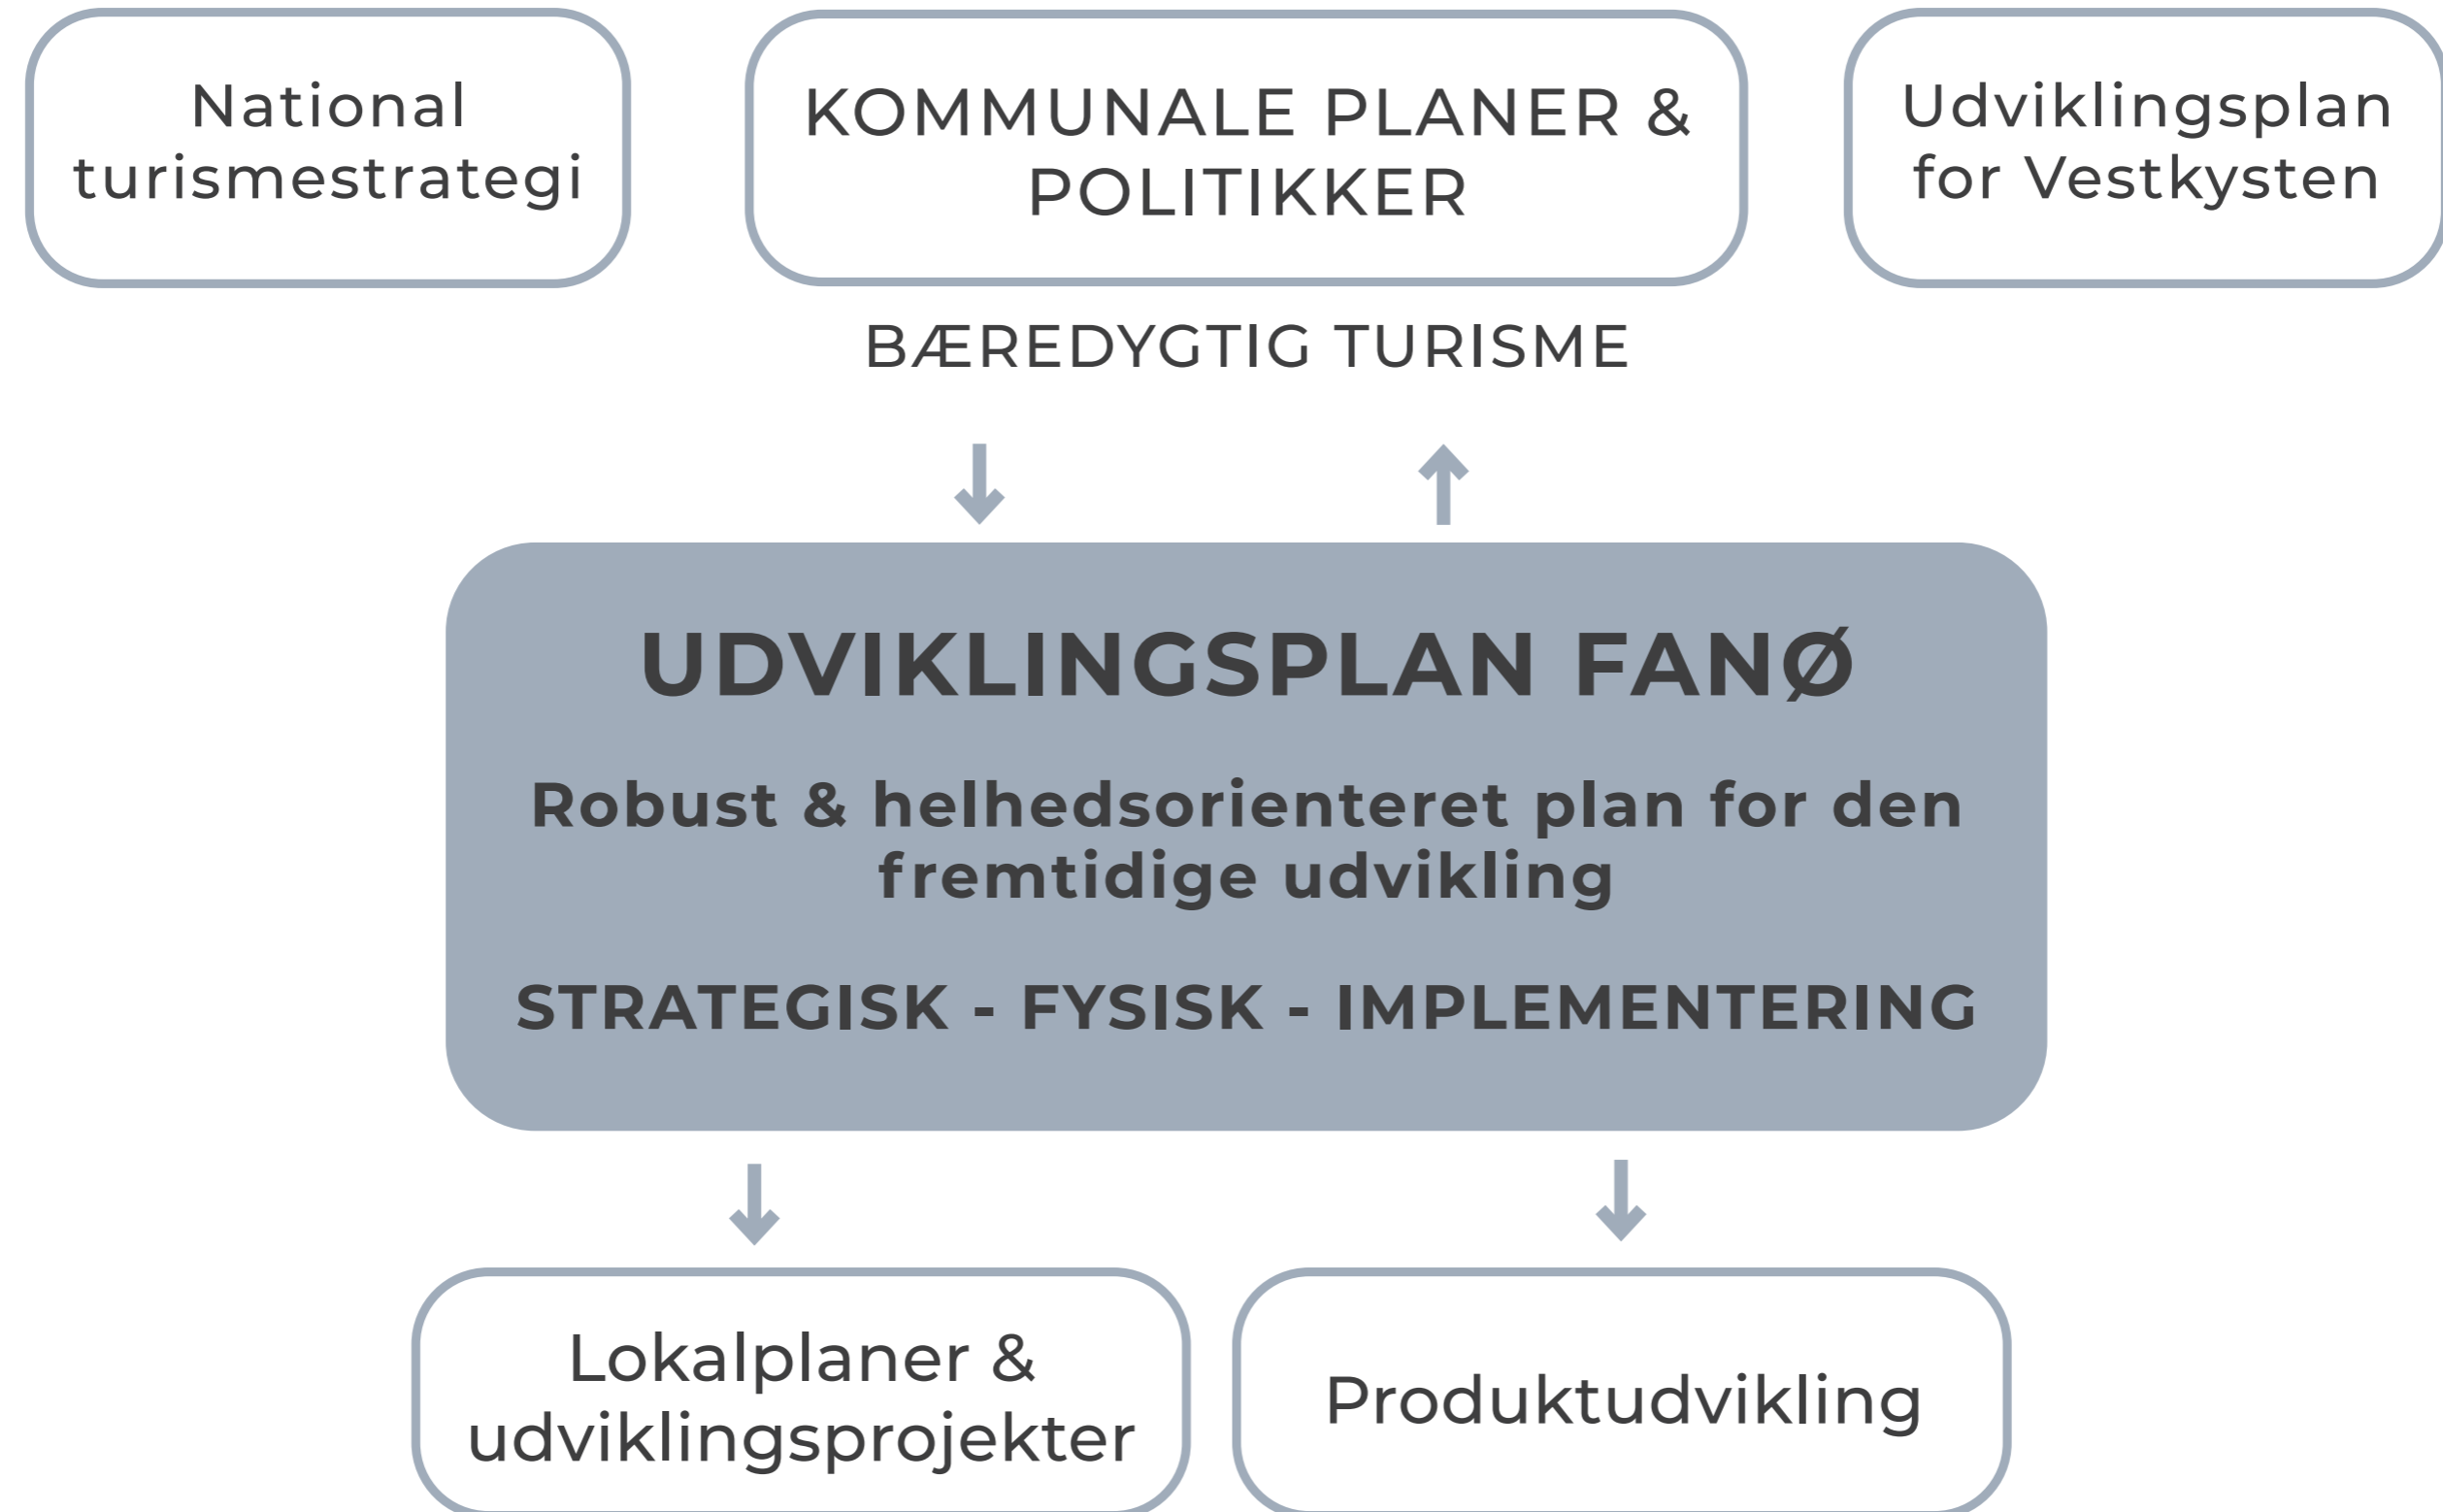 National
turismestrategi
KOMMUNALE PLANER &
POLITIKKER
Udviklingsplan
for Vestkysten
BÆREDYGTIG TURISME
UDVIKLINGSPLAN FANØ
Robust & helhedsorienteret plan for den
fremtidige udvikling
STRATEGISK - FYSISK - IMPLEMENTERING
Lokalplaner &
udviklingsprojekter
Produktudvikling